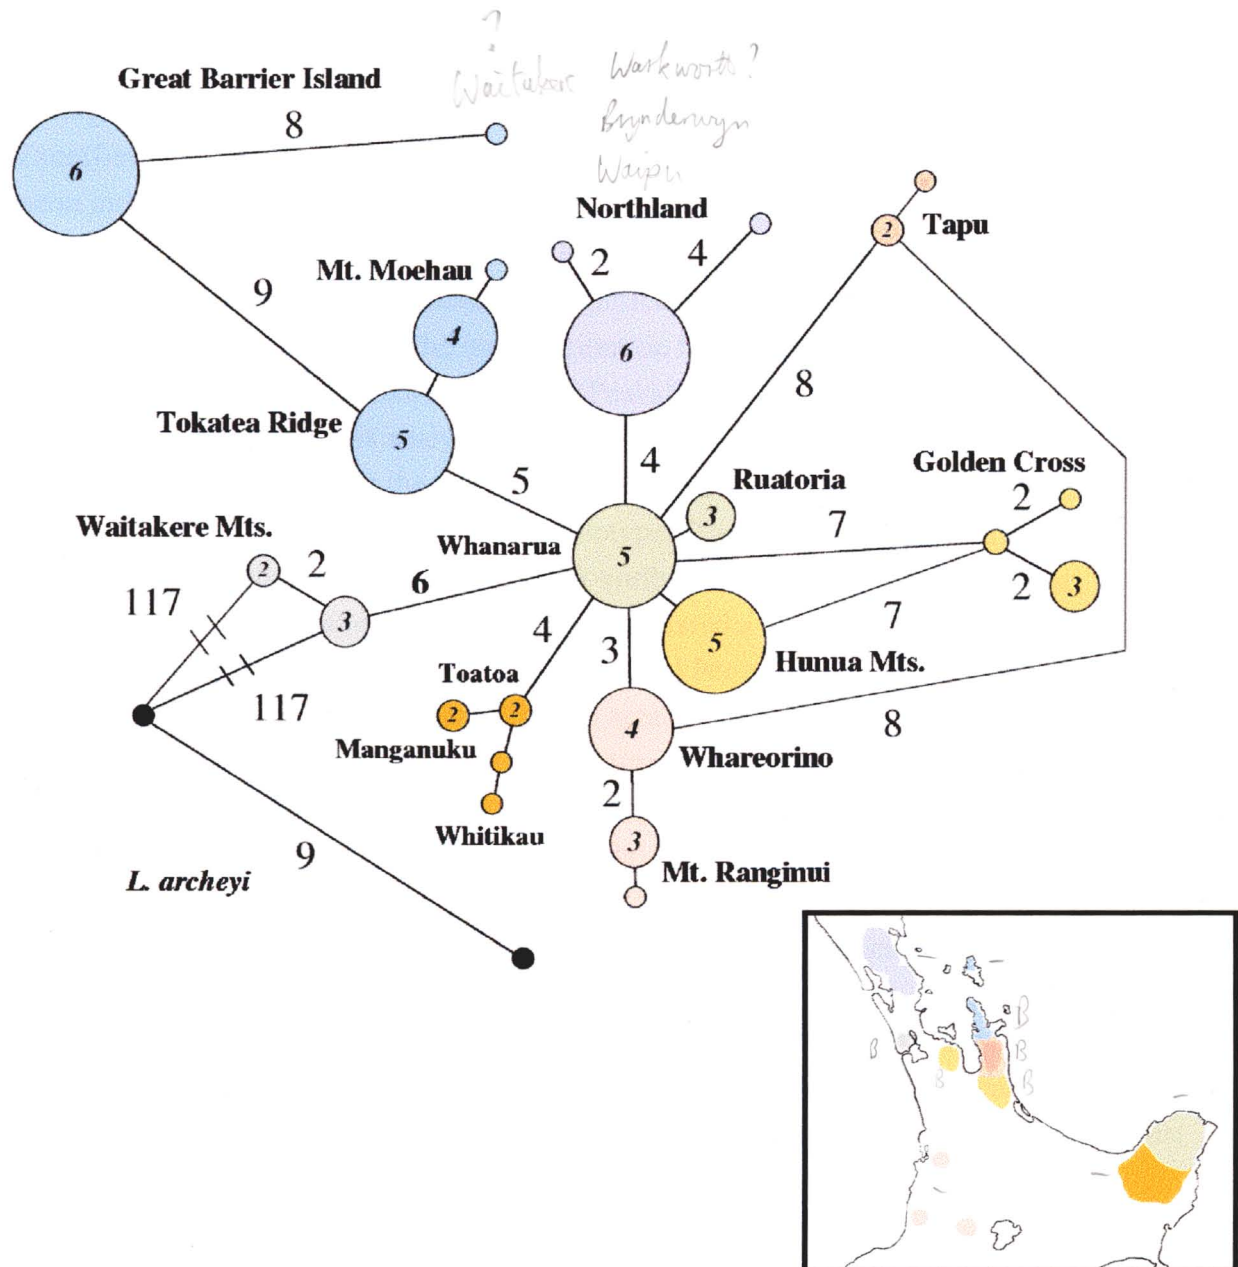 ?
Waitakere Warkworth?
Great Barrier Island
Brynderwyn
8
6
Waipu
Northland
2
4
Tapu
2
Mt. Moehau
9
4
6
8
Tokatea Ridge
5
4
Golden Cross
5
Ruatoria
3
2
7
Waitakere Mts.
Whanarua
5
2
2
6
117
3
2
3
7
4
3
5
Hunua Mts.
Toatoa
117
2
2
4
8
Manganuku
Whareorino
2
Whitikau
3
9
Mt. Ranginui
L. archeyi
B
B
B
B
B